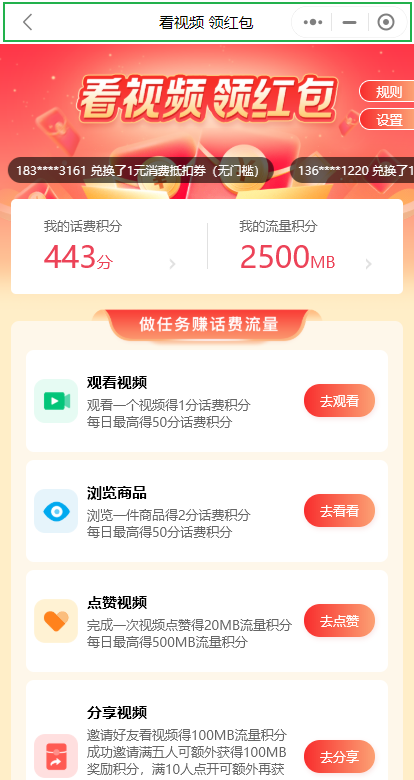 看视频 领红包
看视频 领红包
规则
设置
183****3161 兑换了1元消费抵扣券（无门槛）
136****1220 兑换了1
我的话费积分
我的流量积分
443分
2500MB
做任务赚话费流量
观看视频
观看一个视频得1分话费积分
每日最高得50分话费积分
去观看
浏览商品
浏览一件商品得2分话费积分
每日最高得50分话费积分
去看看
点赞视频
完成一次视频点赞得20MB流量积分
每日最高得500MB流量积分
去点赞
分享视频
邀请好友看视频得100MB流量积分
成功邀请满五人可额外获得100MB
奖励积分，满10人点开可额外再获
去分享